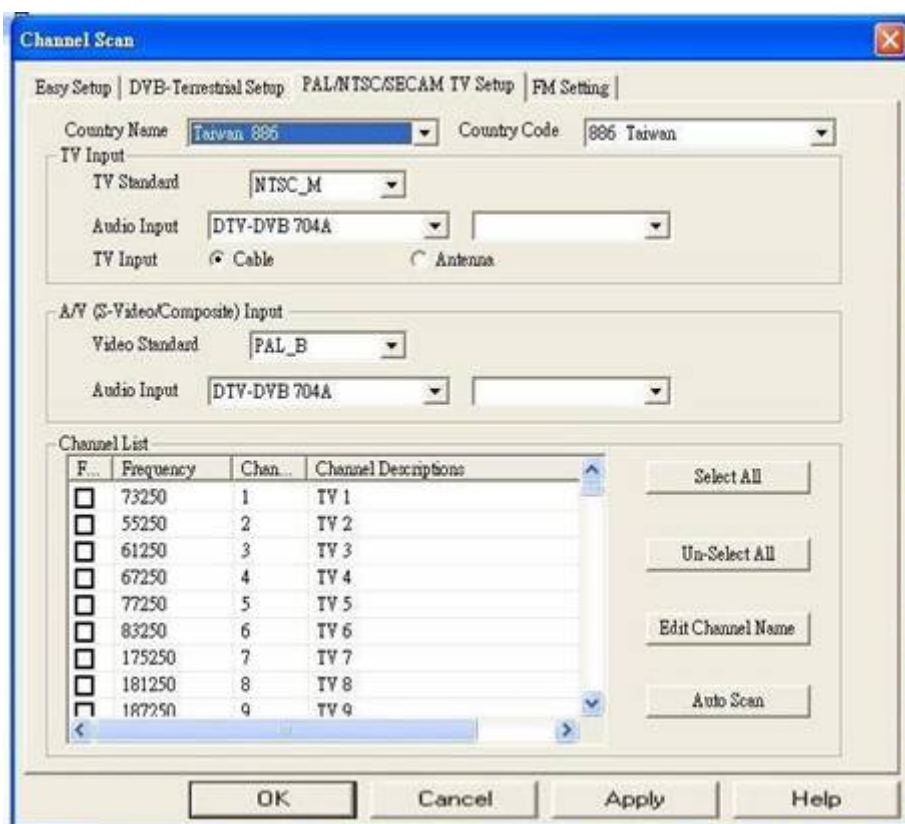 Channel Scan
Easy Setup DVB-Terrestrial Setup PAL/NTSC/SECAM TV Setup FM Setting
Country Name Taiwan 886 Country Code 886 Taiwan
TV Input
TV Standard NTSC_M
Audio Input DTV-DVB 704A
TV Input Cable Antenna
A/V (S-Video/Composite) Input
Video Standard PAL_B
Audio Input DTV-DVB 704A
Channel List
F... Frequency Chan... Channel Descriptions
73250 1 TV 1
55250 2 TV 2
61250 3 TV 3
67250 4 TV 4
77250 5 TV 5
83250 6 TV 6
175250 7 TV 7
181250 8 TV 8
187250 9 TV 9
Select All
Un-Select All
Edit Channel Name
Auto Scan
OK Cancel Apply Help